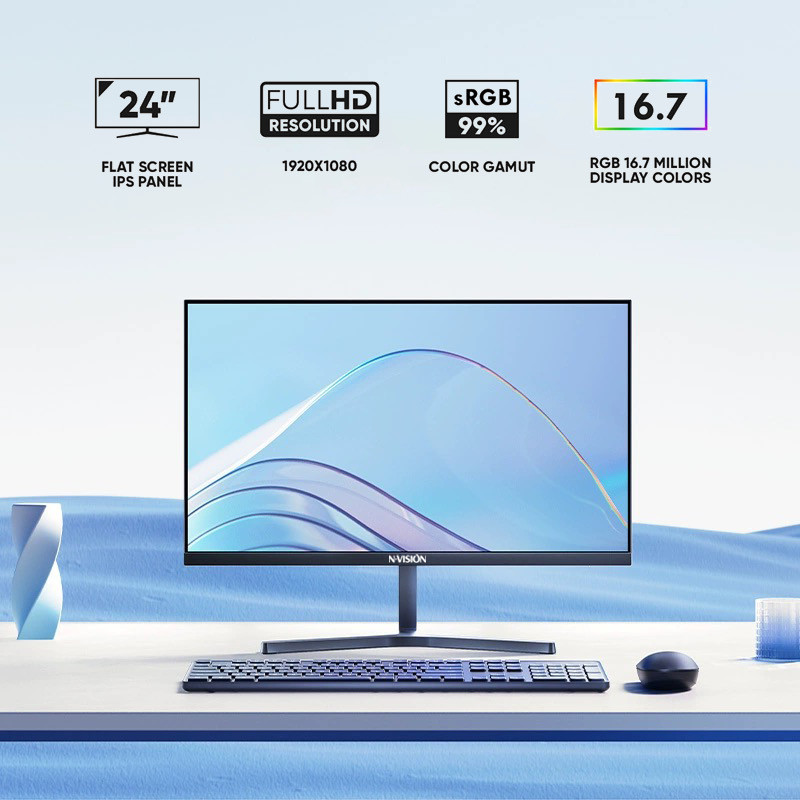 24"
FLAT SCREEN
IPS PANEL
FULLHD
RESOLUTION
1920X1080
sRGB
99%
COLOR GAMUT
16.7
RGB 16.7 MILLION
DISPLAY COLORS
N-VISION